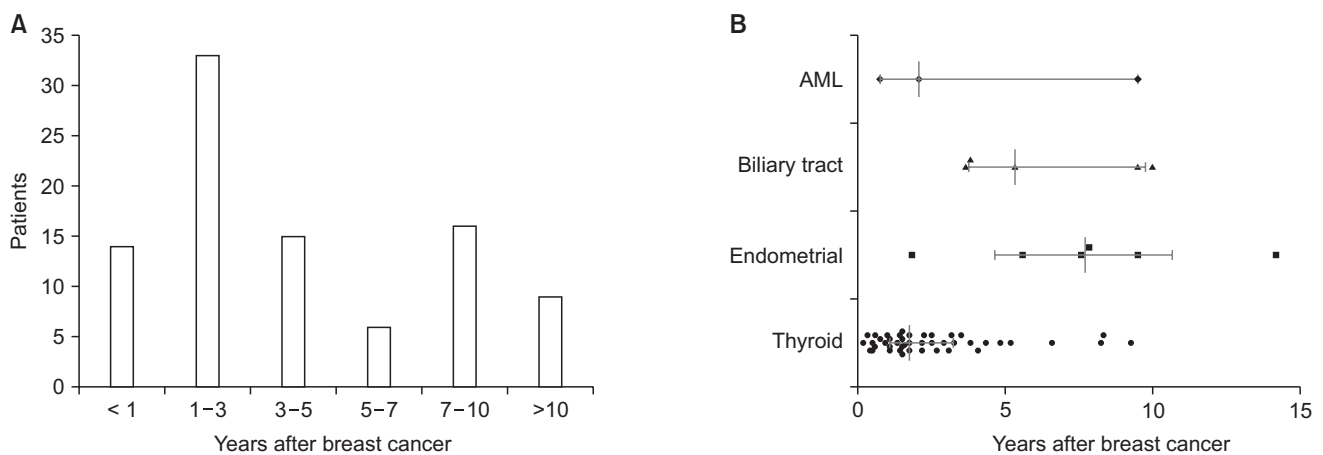 A
35
30
25
20
15
10
5
0
Patients
< 1 1−3 3−5 5−7 7−10 >10
Years after breast cancer
B
AML
Biliary tract
Endometrial
Thyroid
0 5 10 15
Years after breast cancer